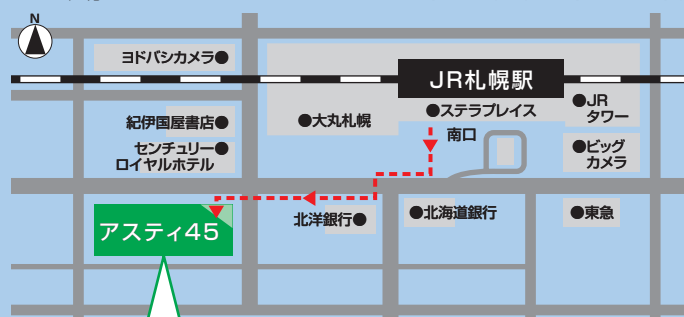 N
ヨドバシカメラ●
JR札幌駅
●ステラプレイス
●JR
タワー
紀伊国屋書店●
●大丸札幌
南口
センチュリー●
ロイヤルホテル
●ビッグ
カメラ
アスティ45
北洋銀行●
●北海道銀行
●東急